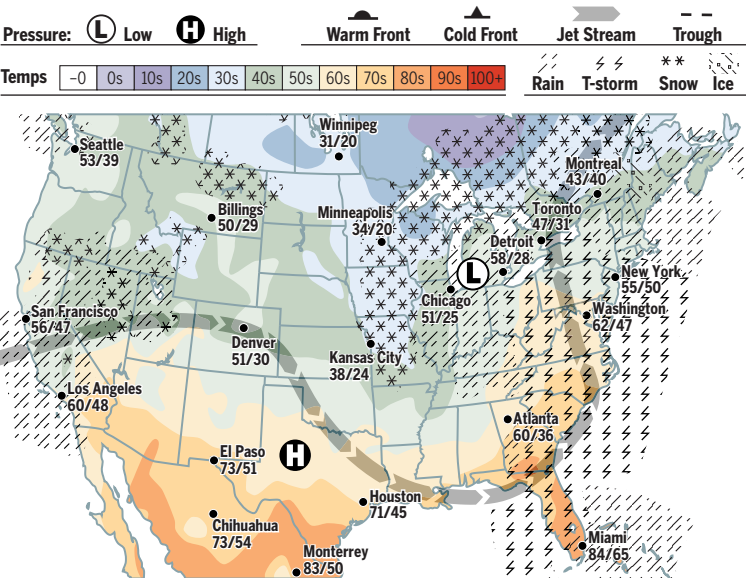 Pressure: L Low H High Warm Front Cold Front Jet Stream Trough
Temps -0 0s 10s 20s 30s 40s 50s 60s 70s 80s 90s 100+ Rain T-storm Snow Ice
Winnipeg
31/20
Seattle
53/39
Montreal
43/40
Billings
50/29
Minneapolis
34/20
Toronto
47/31
Detroit
58/28
L
New York
55/50
Chicago
51/25
San Francisco
56/47
Washington
62/47
Denver
51/30
Kansas City
38/24
Los Angeles
60/48
Atlanta
60/36
El Paso
73/51
H
Houston
71/45
Chihuahua
73/54
Miami
84/65
Monterrey
83/50